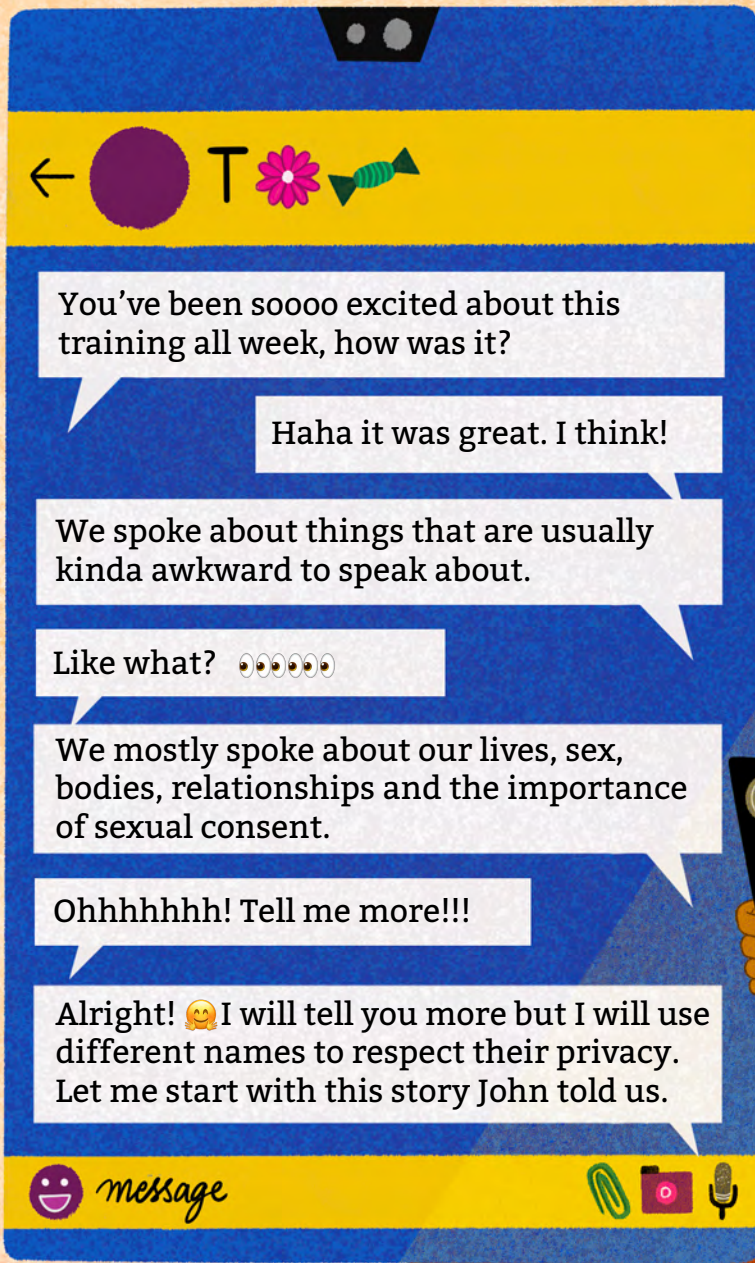 T
You’ve been soooo excited about this
training all week, how was it?
Haha it was great. I think!
We spoke about things that are usually
kinda awkward to speak about.
Like what? 👀👀👀
We mostly spoke about our lives, sex,
bodies, relationships and the importance
of sexual consent.
Ohhhhhhh! Tell me more!!!
Alright! 🤗I will tell you more but I will use
different names to respect their privacy.
Let me start with this story John told us.
message